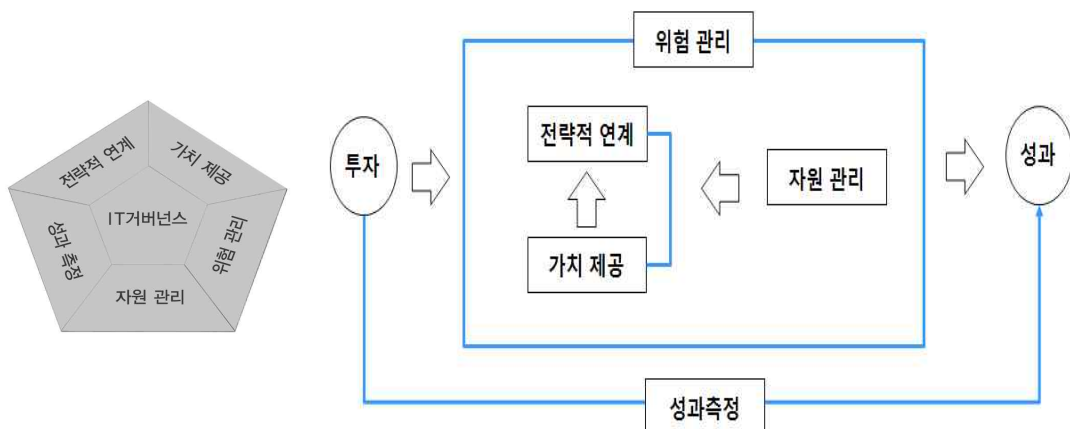 전략적 연계
가치 제공
IT거버넌스
성과 측정
위험 관리
자원 관리
위험 관리
투자
전략적 연계
자원 관리
가치 제공
성과
성과측정